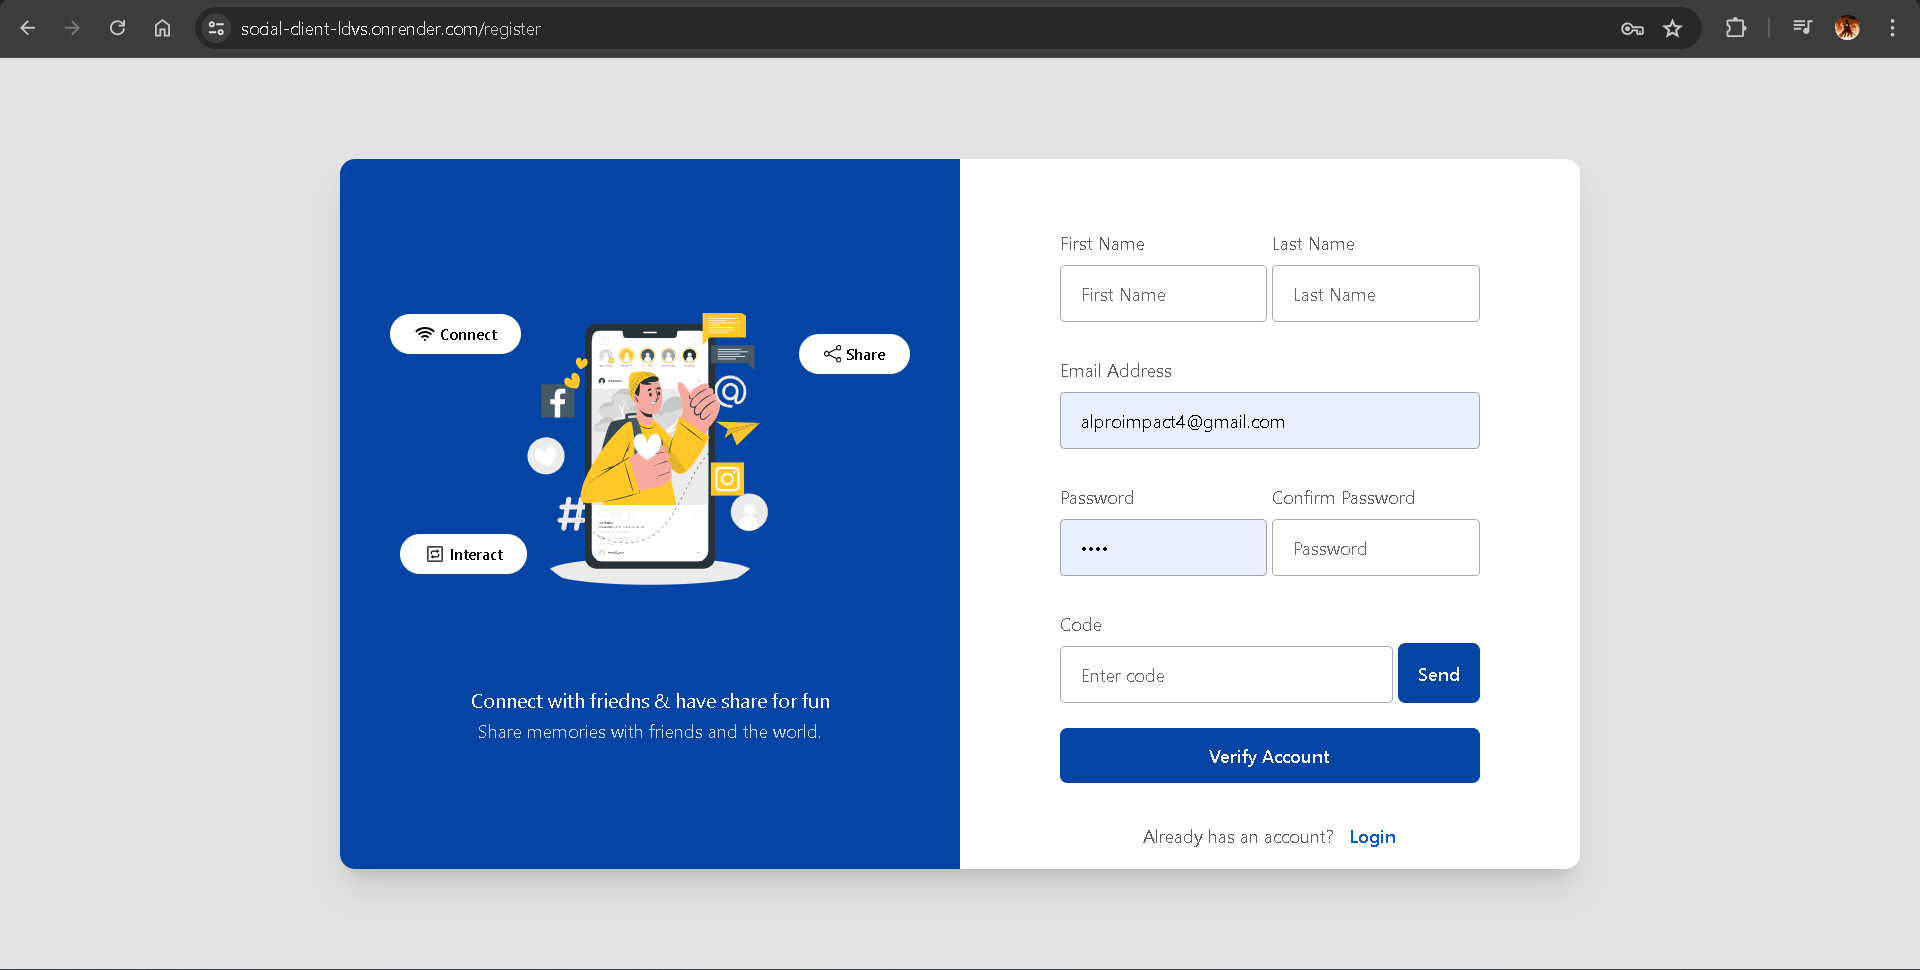 social-client-ldvs.onrender.com/register
Connect
Share
Interact
Connect with friedns & have share for fun
Share memories with friends and the world.
First Name Last Name
First Name Last Name
Email Address
alproimpact4@gmail.com
Password Confirm Password
•••• Password
Code
Enter code Send
Verify Account
Already has an account? Login